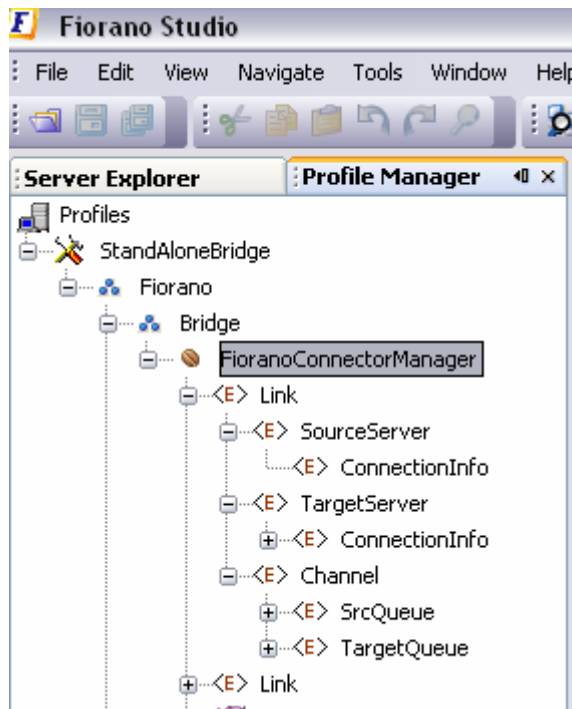 Fiorano Studio
File Edit View Navigate Tools Window Help
Server Explorer Profile Manager
Profiles
StandAloneBridge
Fiorano
Bridge
FioranoConnectorManager
<E> Link
<E> SourceServer
<E> ConnectionInfo
<E> TargetServer
<E> ConnectionInfo
<E> Channel
<E> SrcQueue
<E> TargetQueue
<E> Link